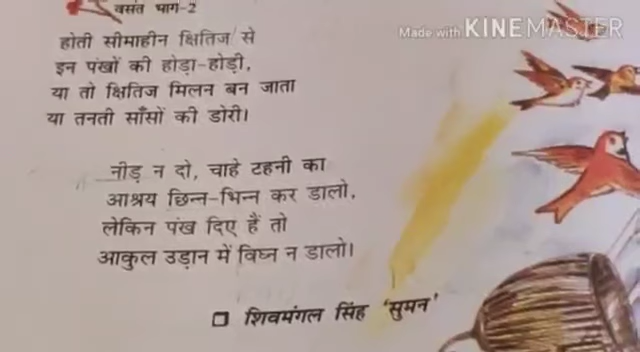 वसंत भाग-2
Made with KINEMASTER
होती सीमाहीन क्षितिज से
इन पंखों की होड़ा-होड़ी,
या तो क्षितिज मिलन बन जाता
या तनती साँसों की डोरी।
नीड़ न दो, चाहे टहनी का
आश्रय छिन्न-भिन्न कर डालो,
लेकिन पंख दिए हैं तो
आकुल उड़ान में विघ्न न डालो।
□ शिवमंगल सिंह 'सुमन'